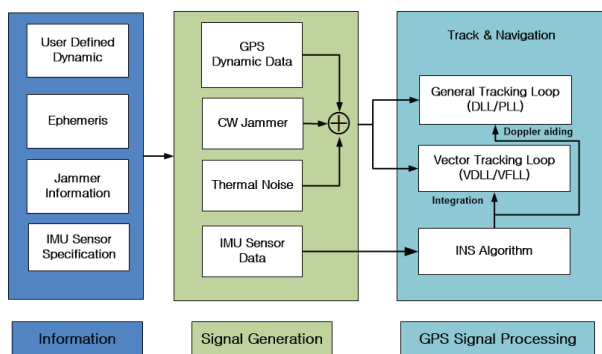 User Defined
Dynamic
Ephemeris
Jammer
Information
IMU Sensor
Specification
Information
GPS
Dynamic Data
CW Jammer
Thermal Noise
IMU Sensor
Data
Signal Generation
Track & Navigation
General Tracking Loop
(DLL/PLL)
Doppler aiding
Vector Tracking Loop
(VDLL/VFLL)
Integration
INS Algorithm
GPS Signal Processing